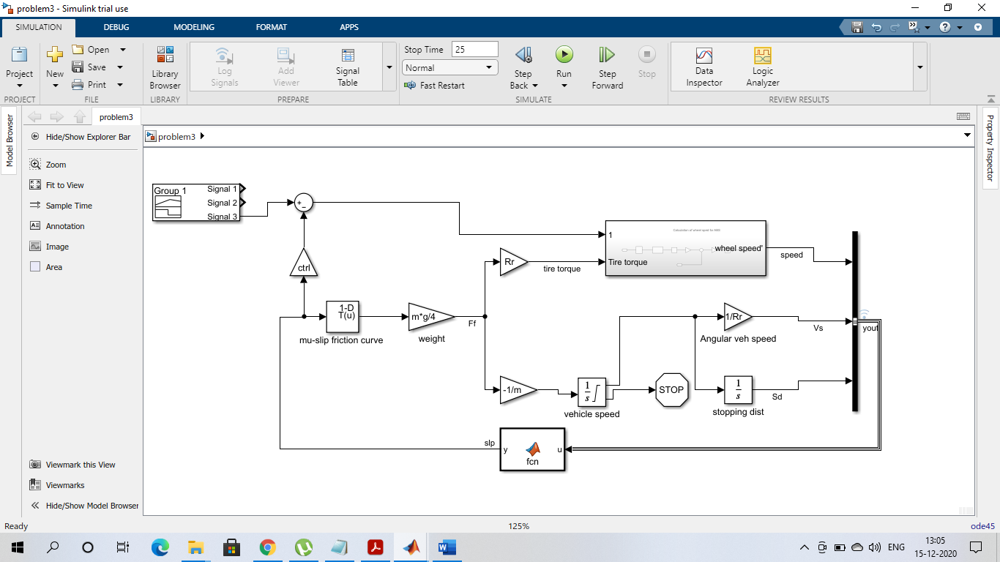 problem3 - Simulink trial use
SIMULATION DEBUG MODELING FORMAT APPS
Project
New
Open
Save
Print
Library Browser
Log Signals
Add Viewer
Signal Table
Stop Time 25
Normal
Fast Restart
Step Back
Run
Step Forward
Stop
Data Inspector
Logic Analyzer
PROJECT FILE LIBRARY PREPARE SIMULATE REVIEW RESULTS
Model Browser
problem3
Hide/Show Explorer Bar
problem3
Property Inspector
Zoom
Fit to View
Sample Time
Annotation
Image
Area
Group 1
Signal 1
Signal 2
Signal 3
+
−
ctrl
1-D
T(u)
mu-slip friction curve
m*g/4
weight
Ff
Rr
tire torque
Calculation of wheel sped for ABS
1
wheel speed'
Tire torque
speed
1/Rr
Angular veh speed
Vs
yout
-1/m
1
s
vehicle speed
STOP
1
s
stopping dist
Sd
slp
y
u
fcn
Viewmark this View
Viewmarks
Hide/Show Model Browser
Ready 125% ode45
ENG
13:05
15-12-2020